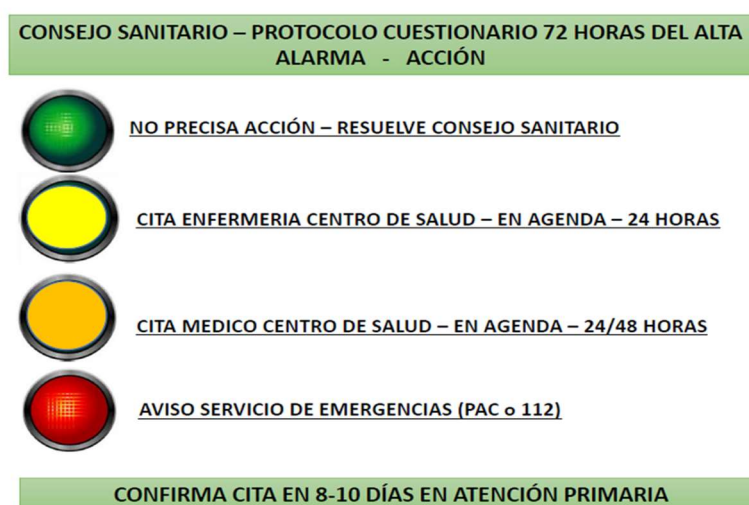 CONSEJO SANITARIO – PROTOCOLO CUESTIONARIO 72 HORAS DEL ALTA
ALARMA - ACCIÓN
NO PRECISA ACCIÓN – RESUELVE CONSEJO SANITARIO
CITA ENFERMERIA CENTRO DE SALUD – EN AGENDA – 24 HORAS
CITA MEDICO CENTRO DE SALUD – EN AGENDA – 24/48 HORAS
AVISO SERVICIO DE EMERGENCIAS (PAC o 112)
CONFIRMA CITA EN 8-10 DÍAS EN ATENCIÓN PRIMARIA